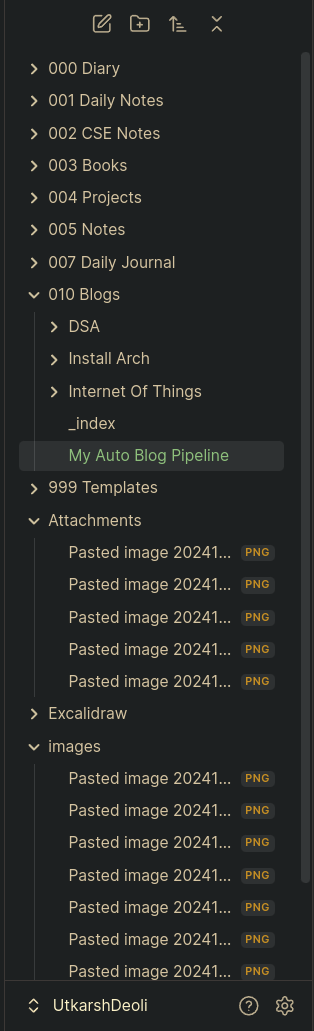 000 Diary
001 Daily Notes
002 CSE Notes
003 Books
004 Projects
005 Notes
007 Daily Journal
010 Blogs
DSA
Install Arch
Internet Of Things
_index
My Auto Blog Pipeline
999 Templates
Attachments
Pasted image 20241... PNG
Pasted image 20241... PNG
Pasted image 20241... PNG
Pasted image 20241... PNG
Pasted image 20241... PNG
Excalidraw
images
Pasted image 20241... PNG
Pasted image 20241... PNG
Pasted image 20241... PNG
Pasted image 20241... PNG
Pasted image 20241... PNG
Pasted image 20241... PNG
Pasted image 20241... PNG
UtkarshDeoli